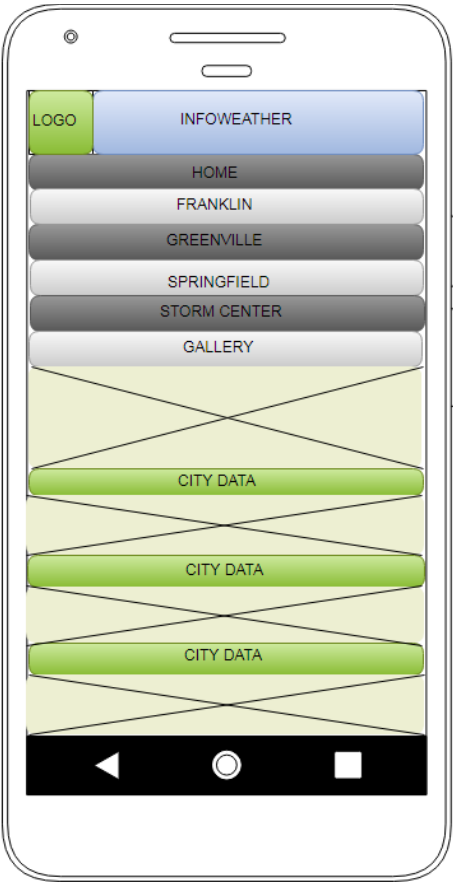 LOGO
INFOWEATHER
HOME
FRANKLIN
GREENVILLE
SPRINGFIELD
STORM CENTER
GALLERY
CITY DATA
CITY DATA
CITY DATA